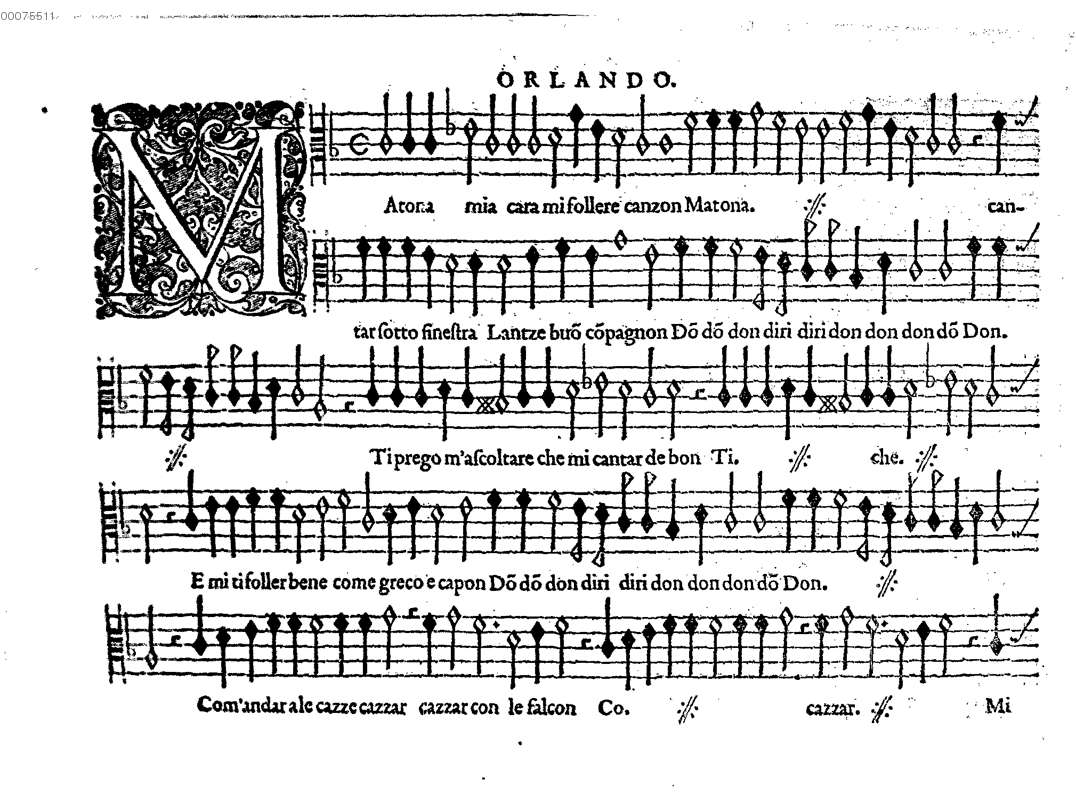 00075511
ORLANDO.
MAtona mia cara mi follere canzon Matona. can-
tar sotto finestra Lantze burõ cõpagnon Dõ dõ don diri diri don don don dõ Don.
Ti prego m'ascoltare che mi cantar de bon Ti. che.
E mi ti foller bene come greco e capon Dõ dõ don diri diri don don don dõ Don.
Com'andar a le cazze cazzar cazzar con le falcon Co. cazzar. Mi